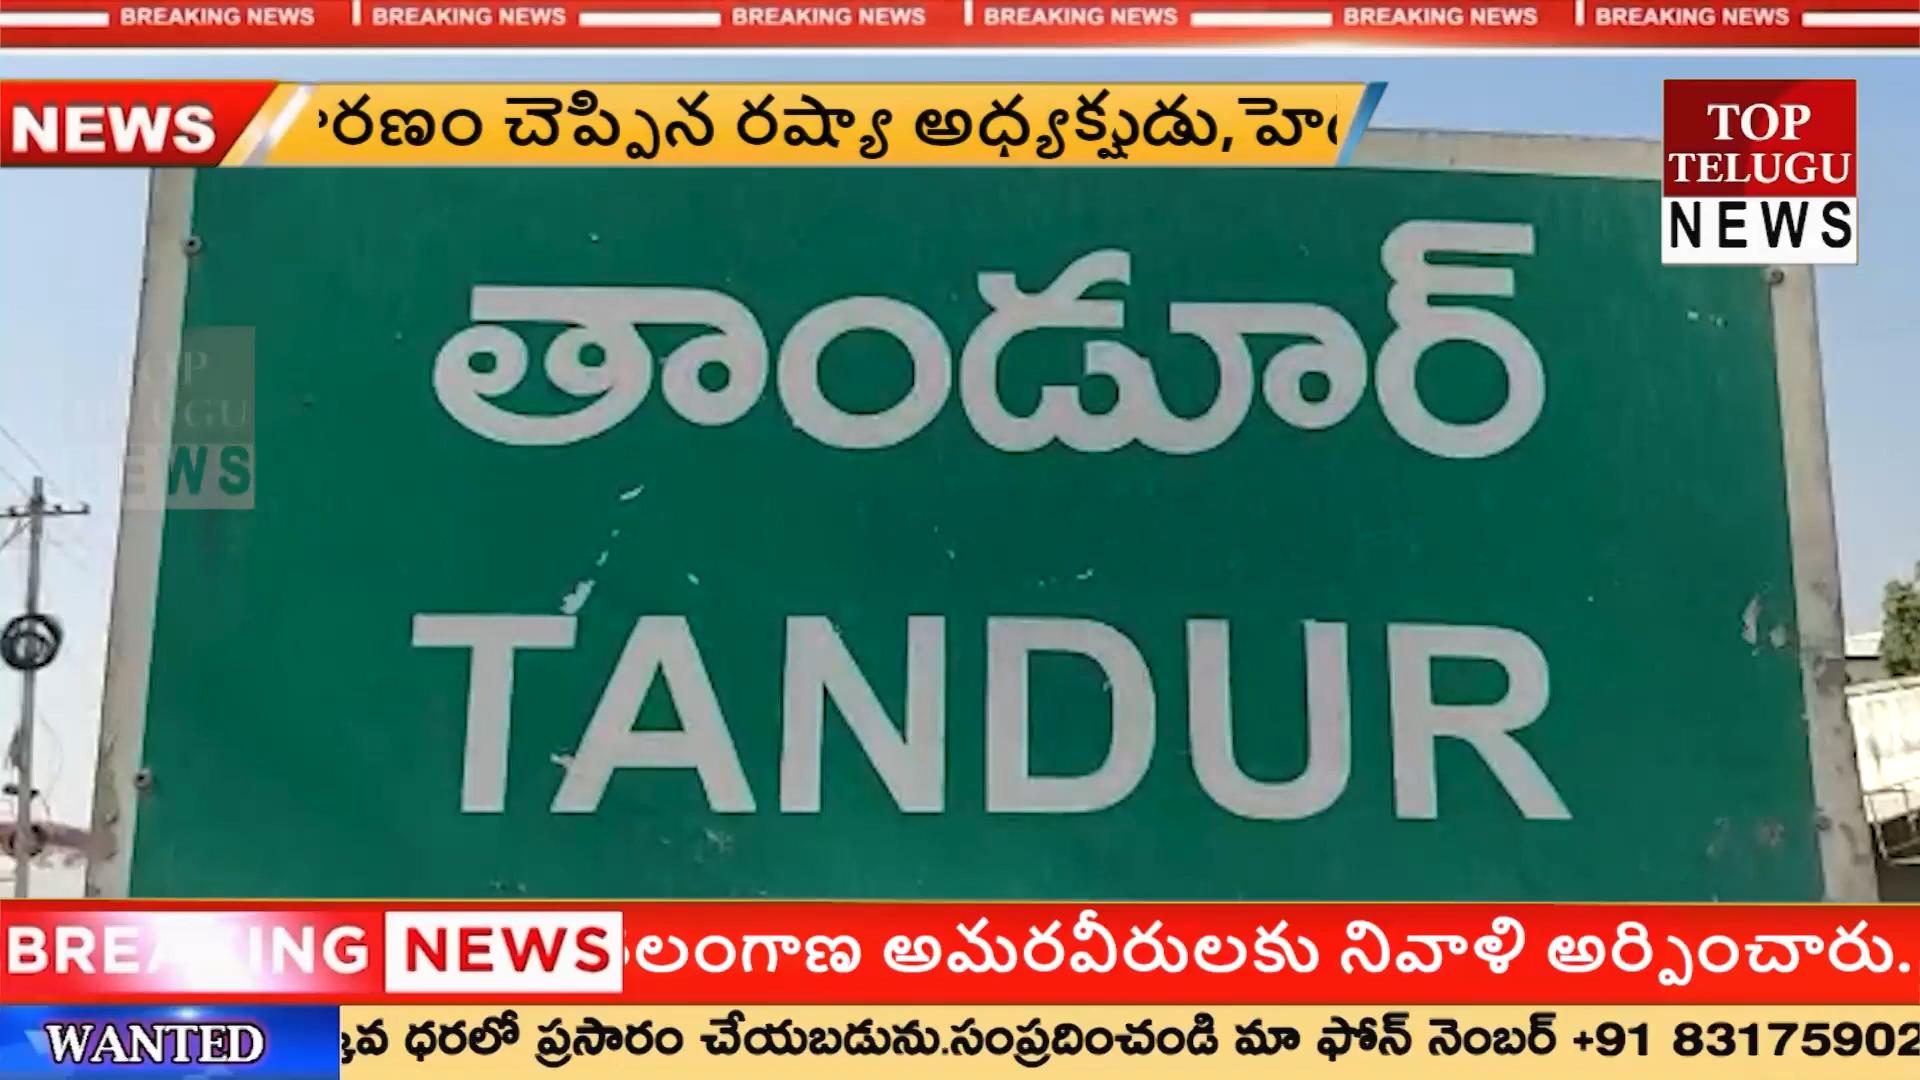 BREAKING NEWS BREAKING NEWS BREAKING NEWS BREAKING NEWS BREAKING NEWS BREAKING NEWS
NEWS చెప్పిన రష్యా అధ్యక్షుడు,
TOP
TELUGU
NEWS
తాండూర్
TANDUR
BREAKING NEWS అమరవీరులకు నివాళి అర్పించారు.
WANTED ధరలో ప్రసారం చేయబడును.సంప్రదించండి మా ఫోన్ నెంబర్ +91 83175902